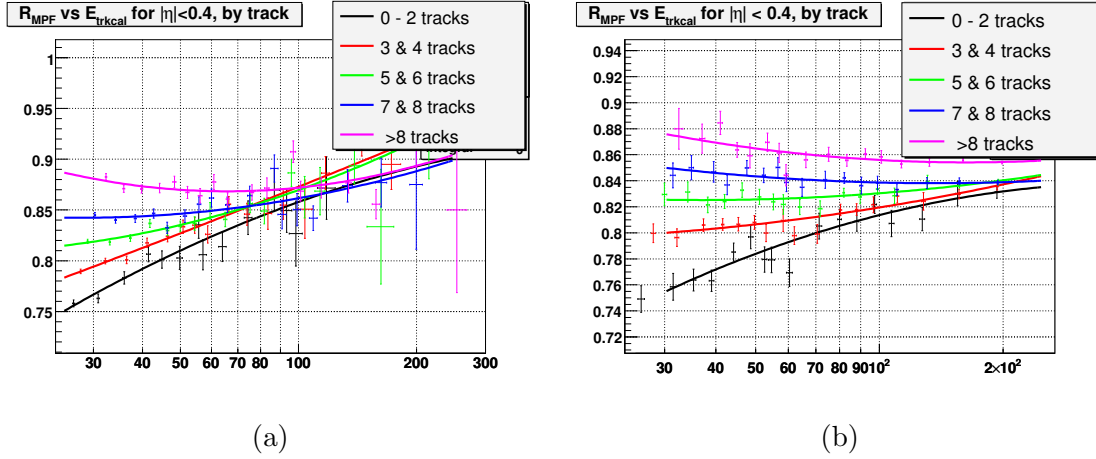 R_MPF vs E_trkcal for |η|<0.4, by track
0 - 2 tracks
3 & 4 tracks
5 & 6 tracks
7 & 8 tracks
>8 tracks
1
0.95
0.9
0.85
0.8
0.75
30 40 50 60 70 80 100 200 300
(a)
R_MPF vs E_trkcal for |η| < 0.4, by track
0 - 2 tracks
3 & 4 tracks
5 & 6 tracks
7 & 8 tracks
>8 tracks
0.94
0.92
0.9
0.88
0.86
0.84
0.82
0.8
0.78
0.76
0.74
0.72
30 40 50 60 70 80 90 10² 2×10²
(b)